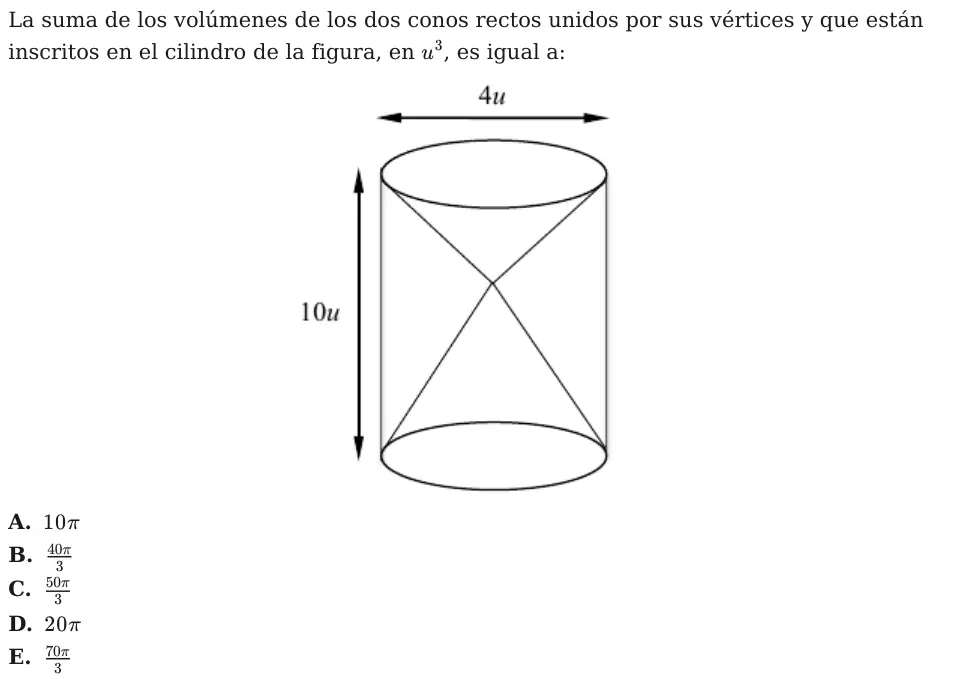 La suma de los volúmenes de los dos conos rectos unidos por sus vértices y que están
inscritos en el cilindro de la figura, en u³, es igual a:
4u
10u
A. 10π
B. 40π/3
C. 50π/3
D. 20π
E. 70π/3